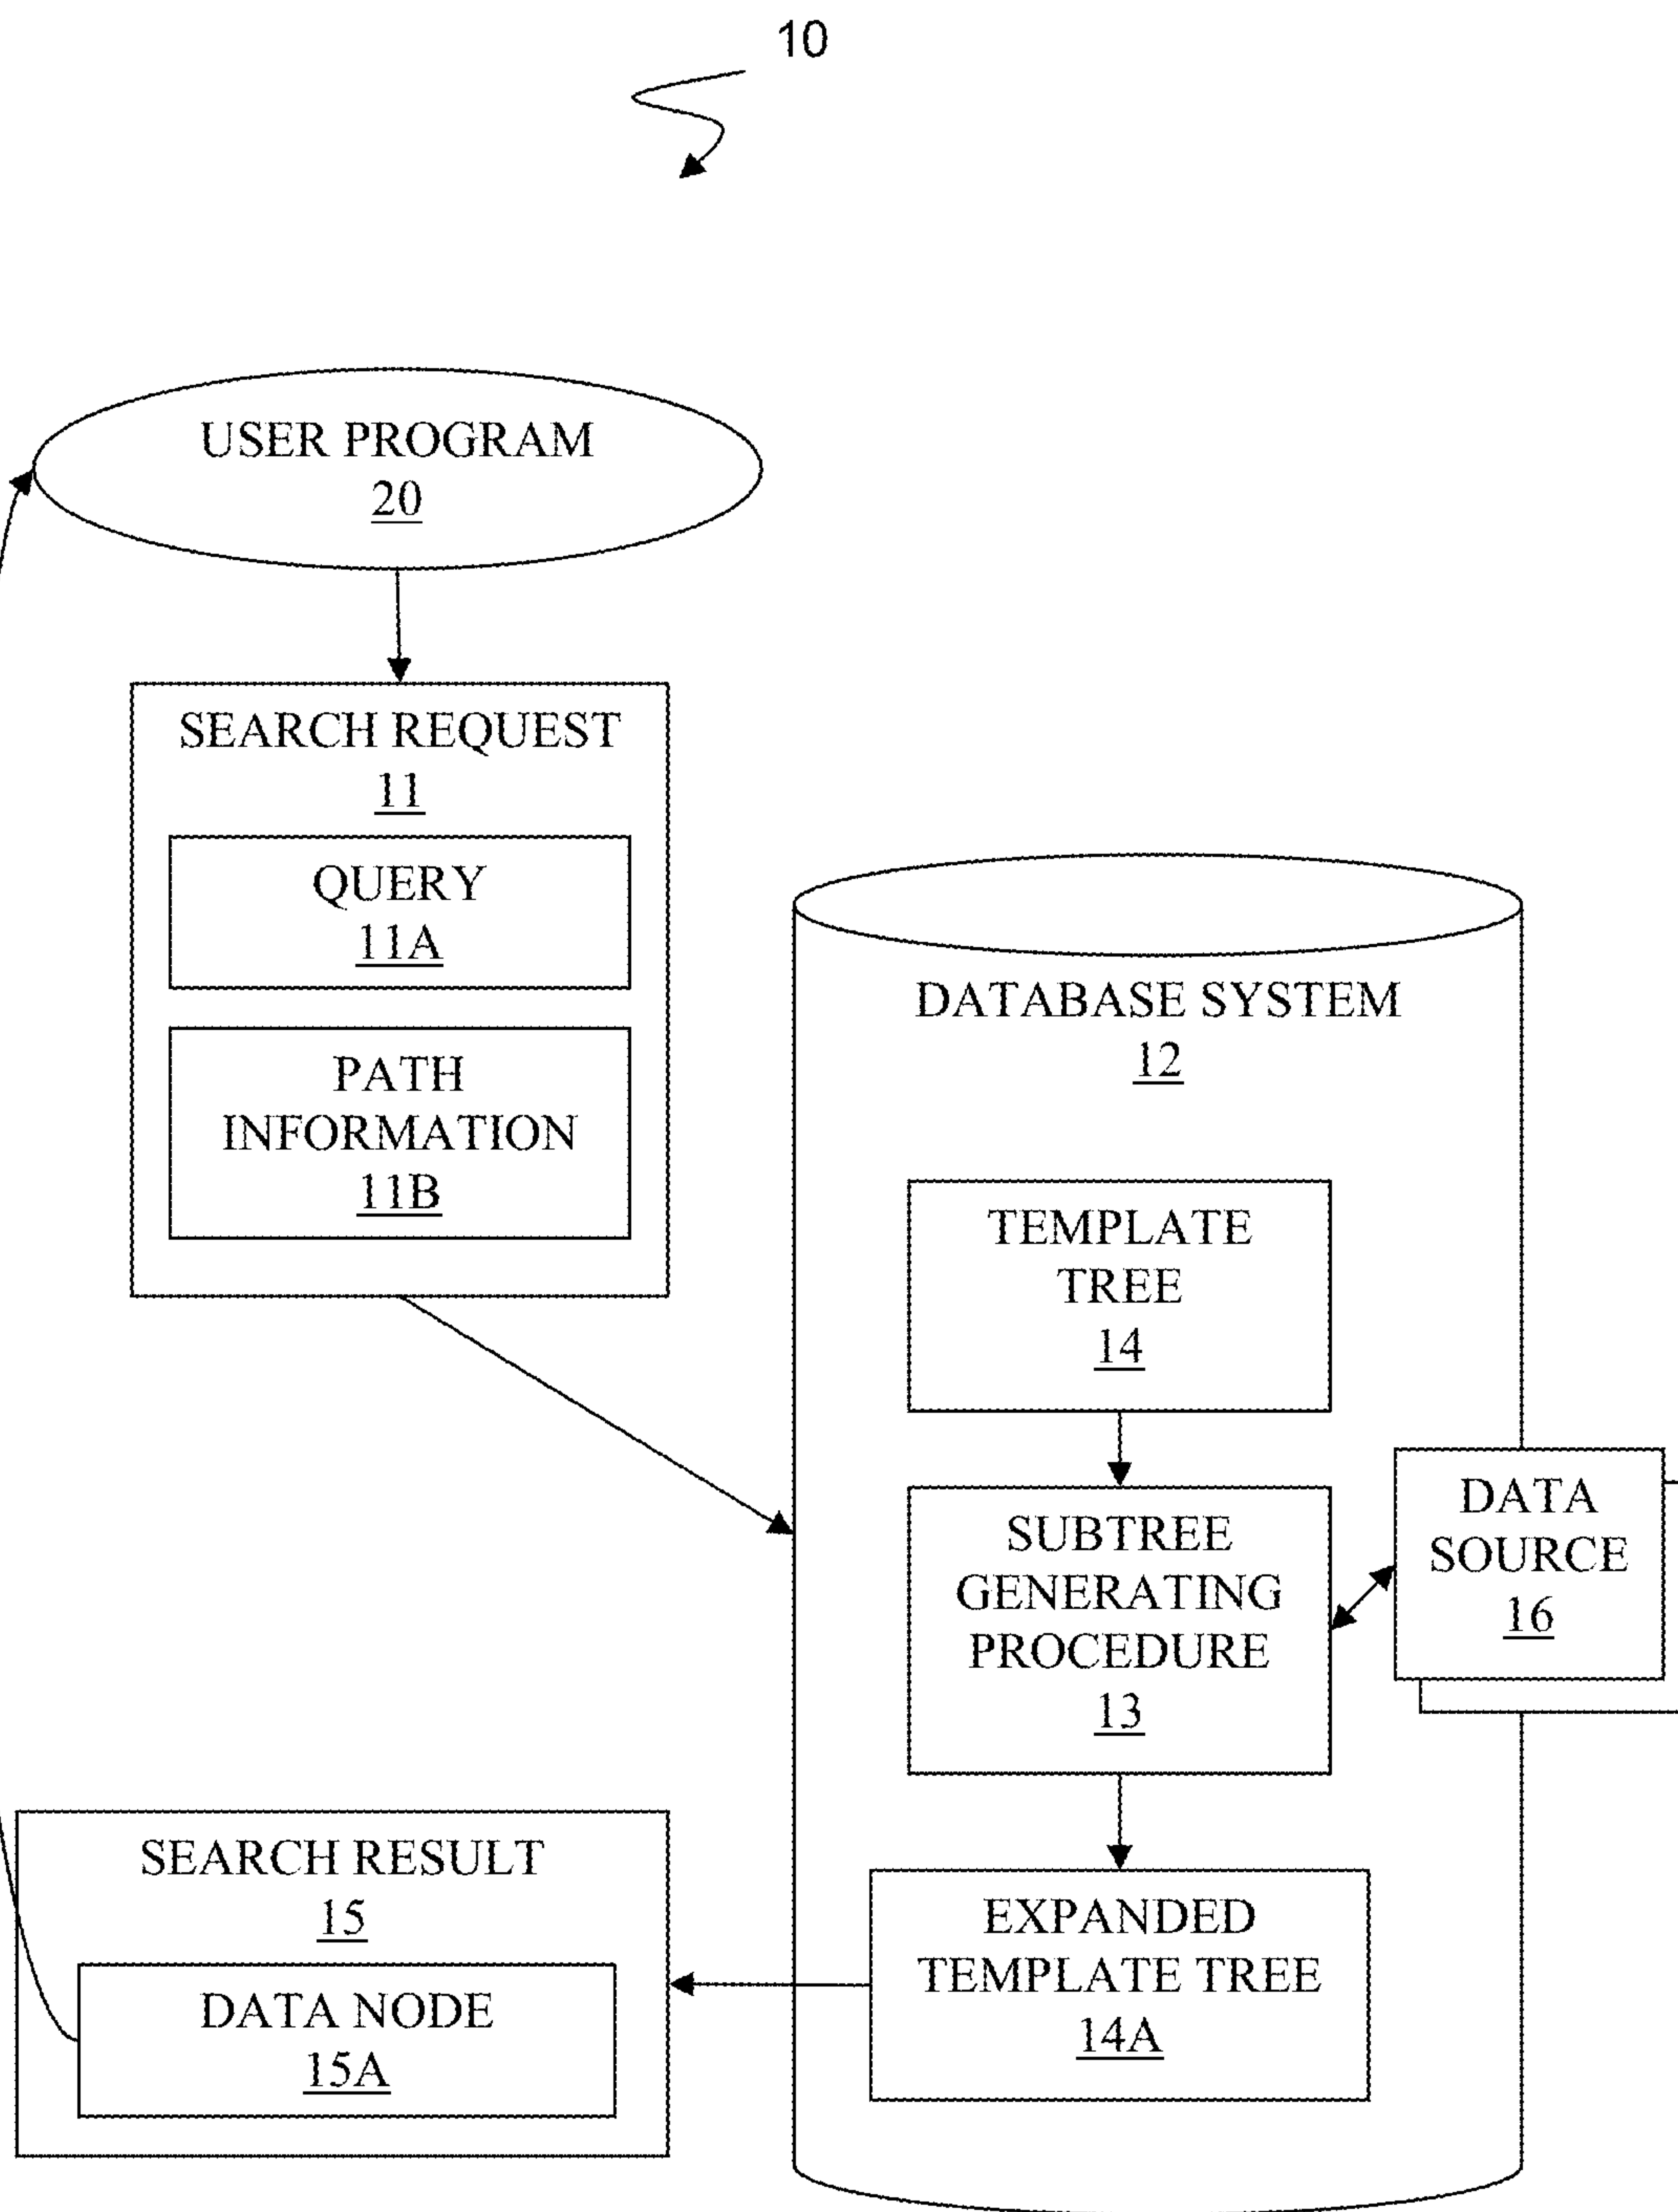 10
USER PROGRAM
20
SEARCH REQUEST
11
QUERY
11A
PATH
INFORMATION
11B
DATABASE SYSTEM
12
TEMPLATE
TREE
14
SUBTREE
GENERATING
PROCEDURE
13
DATA
SOURCE
16
EXPANDED
TEMPLATE TREE
14A
SEARCH RESULT
15
DATA NODE
15A